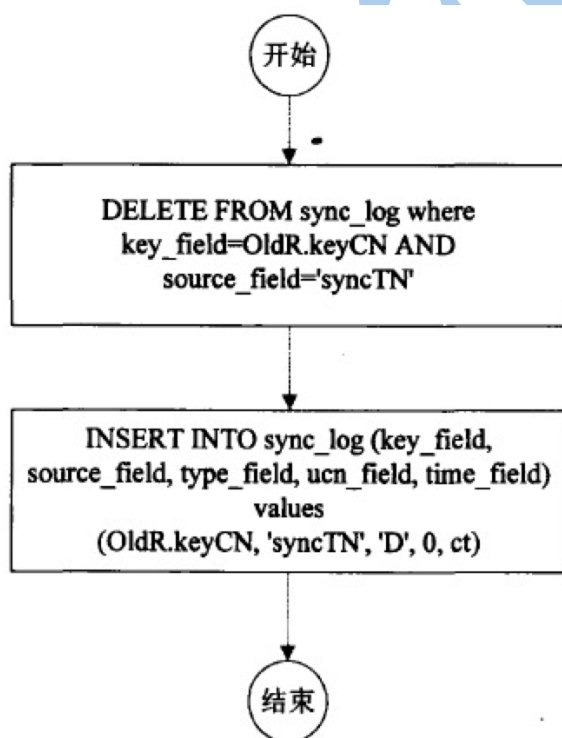 开始
DELETE FROM sync_log where
key_field=OldR.keyCN AND
source_field='syncTN'
INSERT INTO sync_log (key_field,
source_field, type_field, ucn_field, time_field)
values
(OldR.keyCN, 'syncTN', 'D', 0, ct)
结束